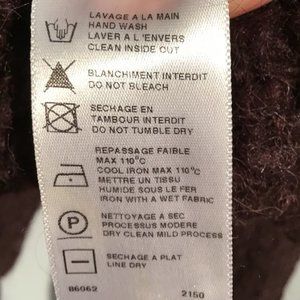 LAVAGE A LA MAIN
HAND WASH
LAVER A L'ENVERS
CLEAN INSIDE OUT
BLANCHIMENT INTERDIT
DO NOT BLEACH
SECHAGE EN
TAMBOUR INTERDIT
DO NOT TUMBLE DRY
REPASSAGE FAIBLE
MAX 110°C
COOL IRON MAX 110°C
METTRE UN TISSU
HUMIDE SOUS LE FER
IRON WITH A WET FABRIC
P
NETTOYAGE A SEC
PROCESSUS MODERE
DRY CLEAN MILD PROCESS
SECHAGE A PLAT
LINE DRY
86062 2150